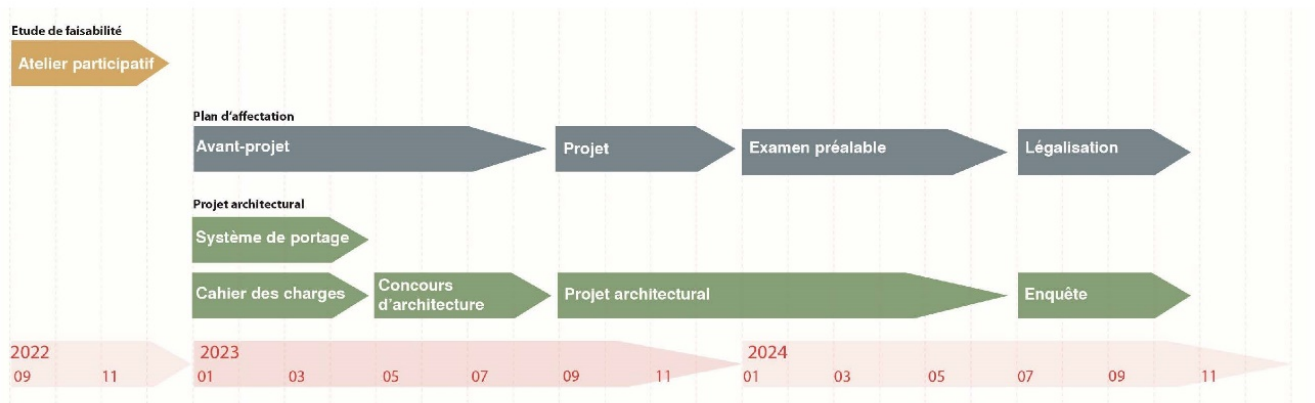 Etude de faisabilité
Atelier participatif
Plan d'affectation
Avant-projet
Projet
Examen préalable
Légalisation
Projet architectural
Système de portage
Cahier des charges
Concours
d'architecture
Projet architectural
Enquête
2022
2023
2024
09 11 01 03 05 07 09 11 01 03 05 07 09 11